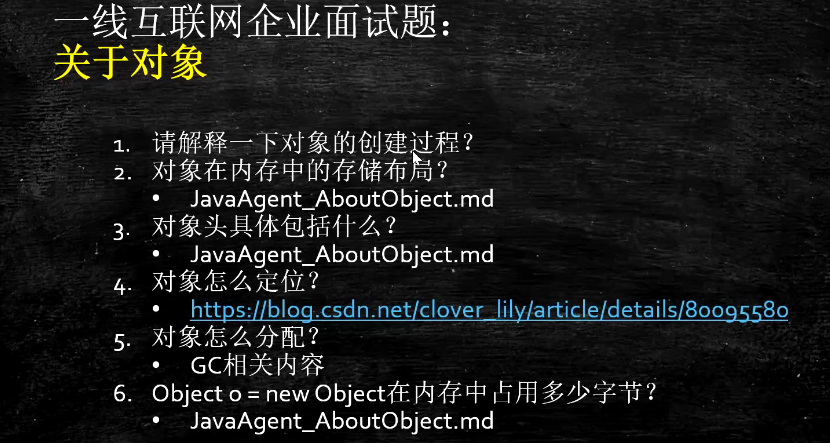 一线互联网企业面试题：
关于对象
1. 请解释一下对象的创建过程？
2. 对象在内存中的存储布局？
• JavaAgent_AboutObject.md
3. 对象头具体包括什么？
• JavaAgent_AboutObject.md
4. 对象怎么定位？
• https://blog.csdn.net/clover_lily/article/details/80095580
5. 对象怎么分配？
• GC相关内容
6. Object o = new Object在内存中占用多少字节？
• JavaAgent_AboutObject.md